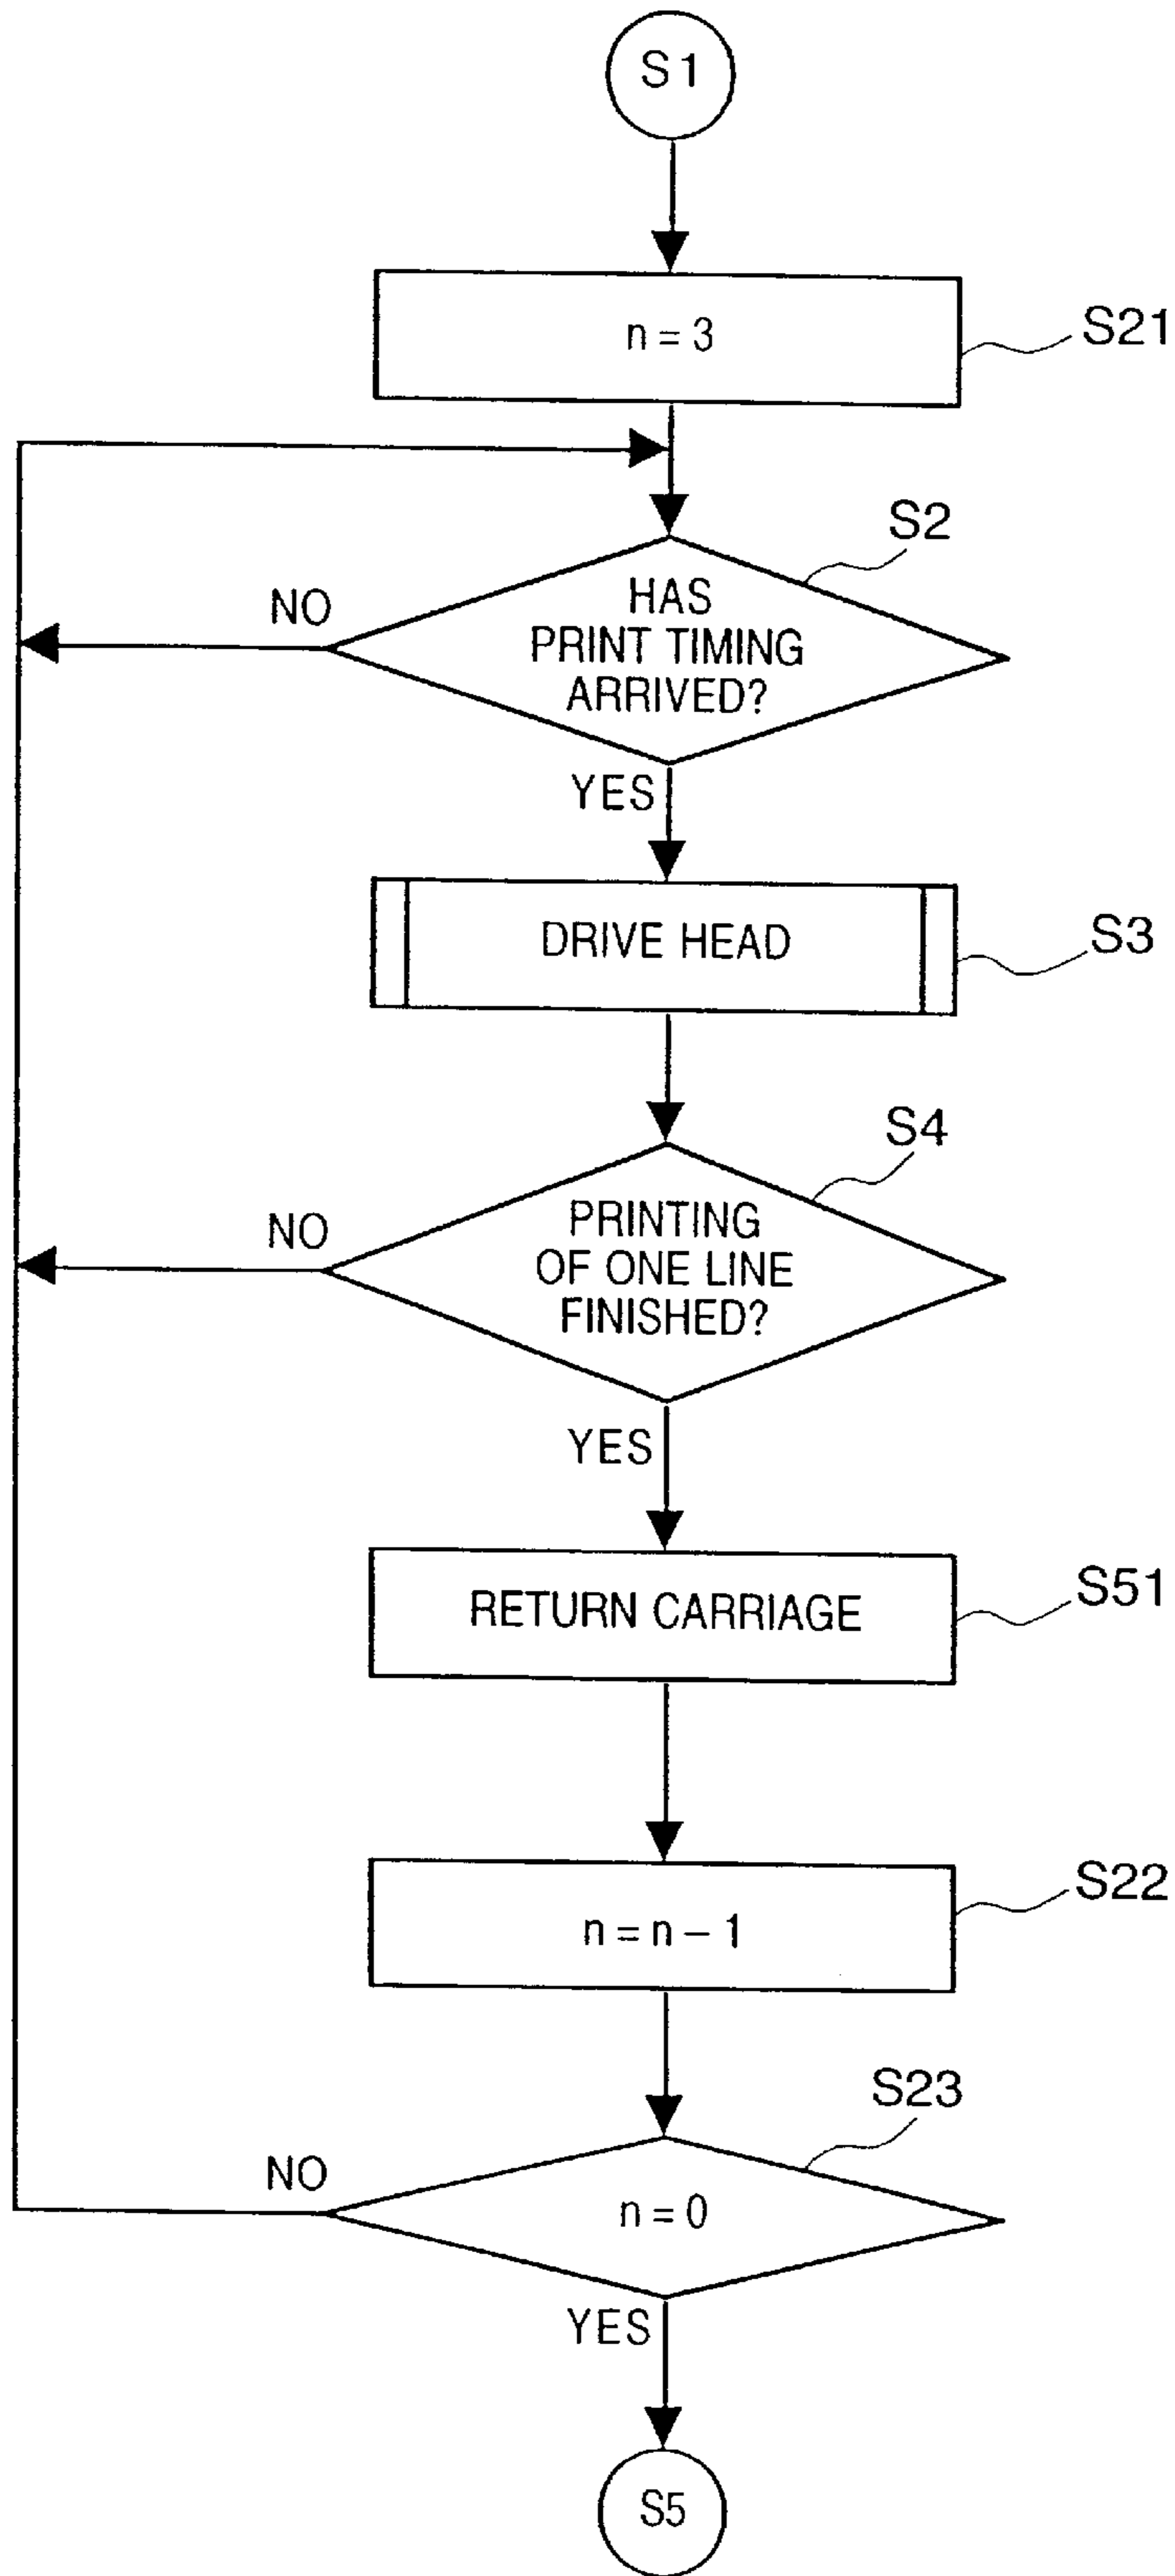 S1
n = 3
S21
S2
HAS
PRINT TIMING
ARRIVED?
NO
YES
DRIVE HEAD
S3
S4
PRINTING
OF ONE LINE
FINISHED?
NO
YES
RETURN CARRIAGE
S51
n = n – 1
S22
S23
n = 0
NO
YES
S5